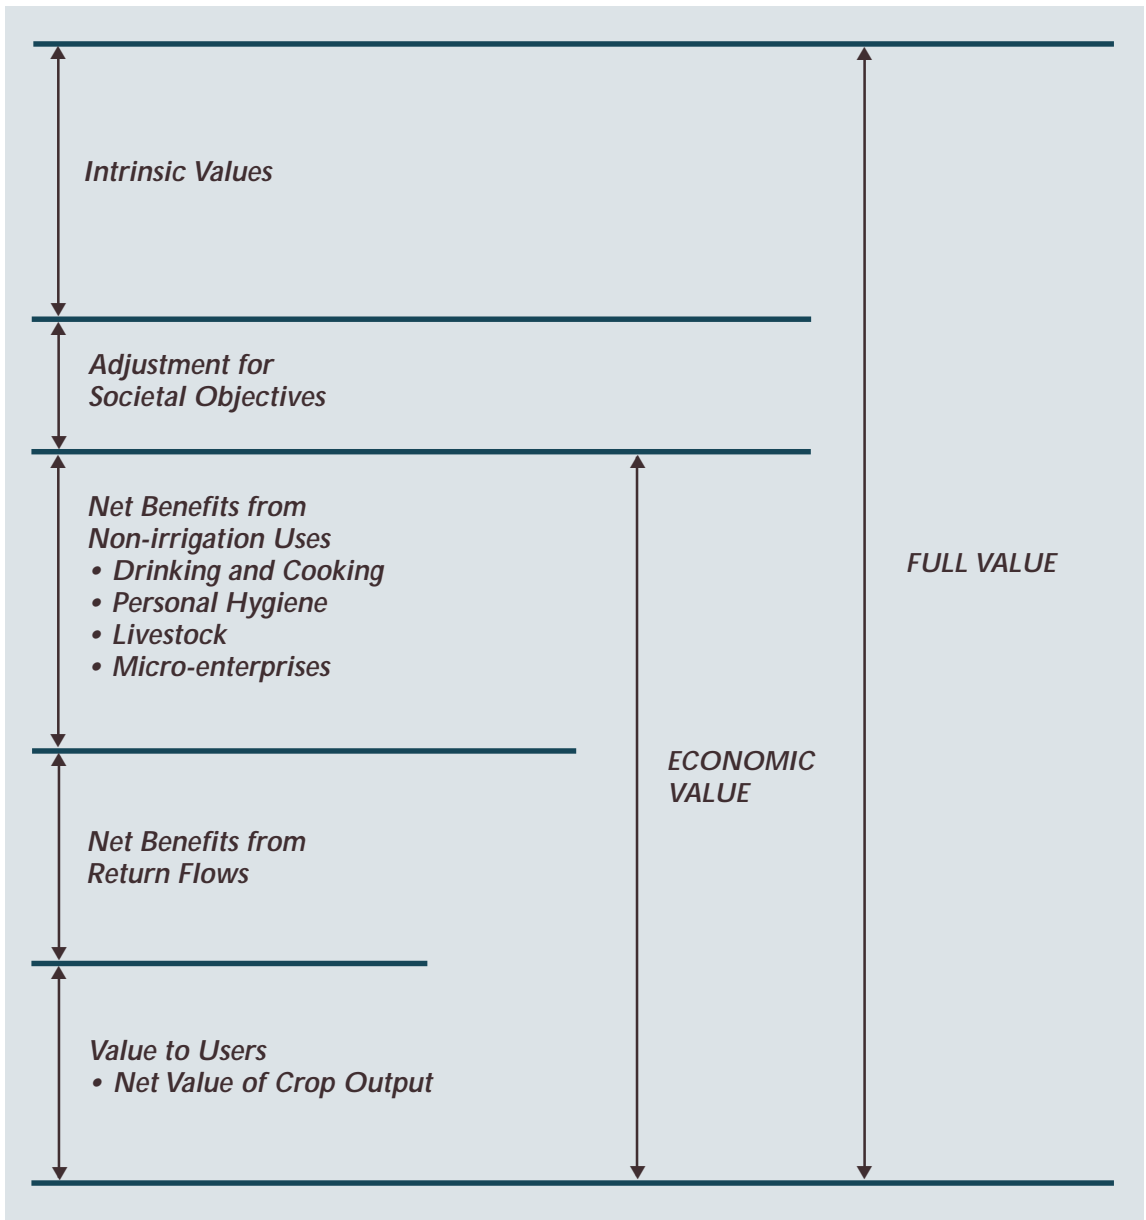 Intrinsic Values
Adjustment for
Societal Objectives
Net Benefits from
Non-irrigation Uses
• Drinking and Cooking
• Personal Hygiene
• Livestock
• Micro-enterprises
FULL VALUE
ECONOMIC
VALUE
Net Benefits from
Return Flows
Value to Users
• Net Value of Crop Output